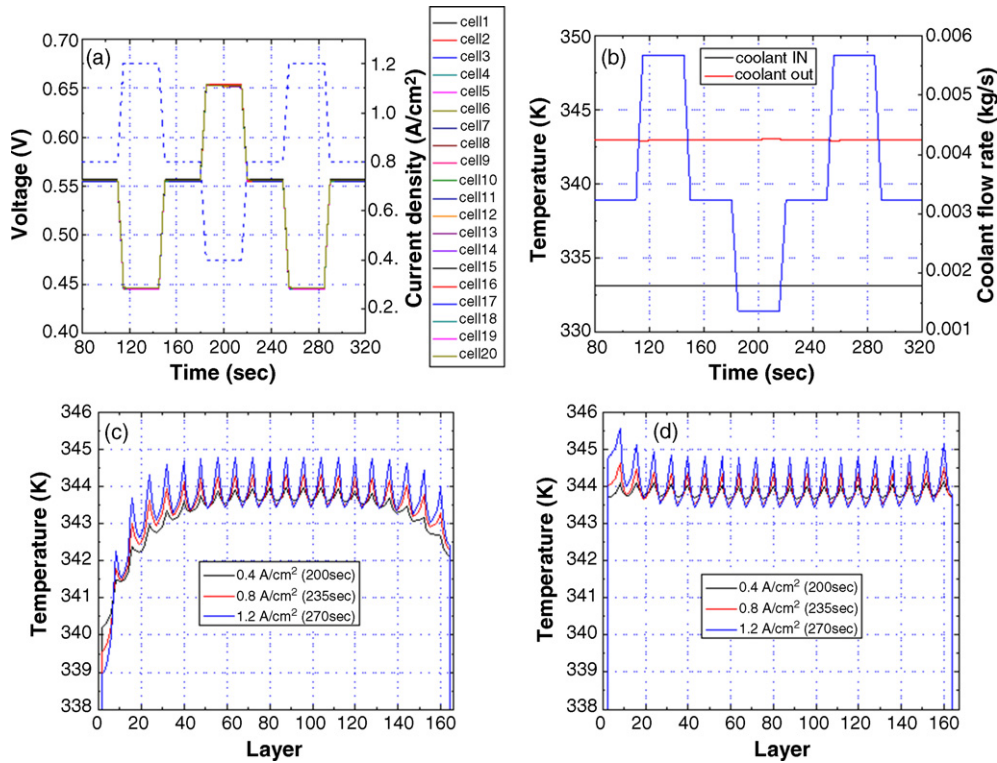 (a)
0.70
0.65
0.60
0.55
0.50
0.45
0.40
Voltage (V)
80 120 160 200 240 280 320
Time (sec)
1.2
1.0
0.8
0.6.
0.4.
0.2.
Current density (A/cm²)
cell1
cell2
cell3
cell4
cell5
cell6
cell7
cell8
cell9
cell10
cell11
cell12
cell13
cell14
cell15
cell16
cell17
cell18
cell19
cell20
(b)
coolant IN
coolant out
350
345
340
335
330
Temperature (K)
80 120 160 200 240 280 320
Time (sec)
0.006
0.005
0.004
0.003
0.002
0.001
Coolant flow rate (kg/s)
(c)
346
345
344
343
342
341
340
339
338
Temperature (K)
0.4 A/cm² (200sec)
0.8 A/cm² (235sec)
1.2 A/cm² (270sec)
0 20 40 60 80 100 120 140 160
Layer
(d)
346
345
344
343
342
341
340
339
338
Temperature (K)
0.4 A/cm² (200sec)
0.8 A/cm² (235sec)
1.2 A/cm² (270sec)
0 20 40 60 80 100 120 140 160
Layer